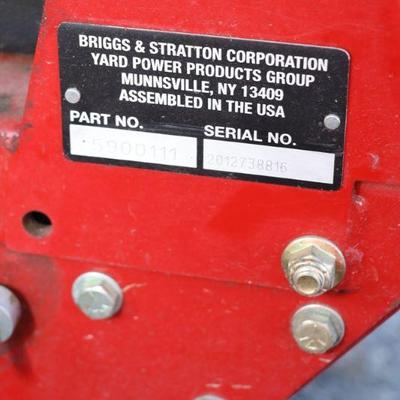 BRIGGS & STRATTON CORPORATION
YARD POWER PRODUCTS GROUP
MUNNSVILLE, NY 13409
ASSEMBLED IN THE USA
PART NO. SERIAL NO.
5900111 2012738816